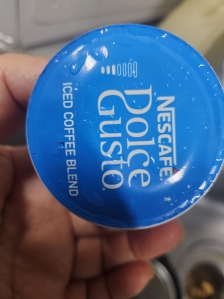 NESCAFÉ
Dolce
Gusto
ICED COFFEE BLEND